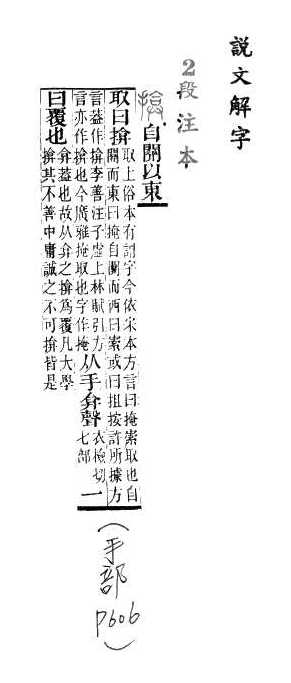 說文解字
2段注本
揜自關以東
取曰揜
取上俗本有字今依宋本方言曰掩索取也自
關而東曰掩自關而西曰索或曰抯按許所據方
言葢作揜李善注子虛上林賦引方
言亦作揜也今廣雅掩取也字作掩
从手弇聲
衣檢切
七部
一
曰覆也
弇葢也故从弇之揜爲覆凡大學
揜其不善中庸誠之不可揜皆是
(手部
P606)